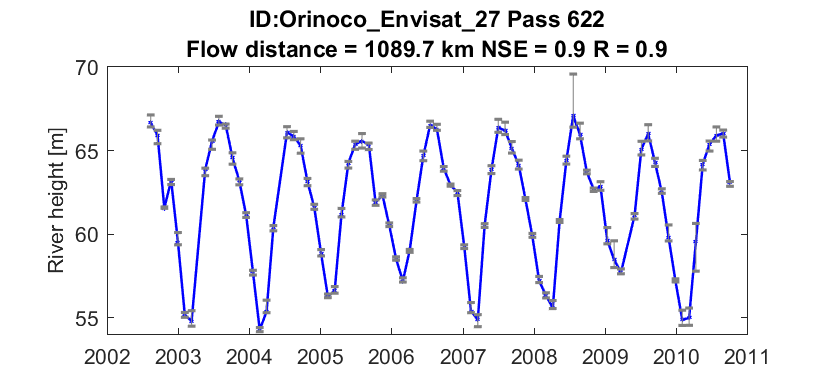 ID:Orinoco_Envisat_27 Pass 622
Flow distance = 1089.7 km NSE = 0.9 R = 0.9
River height [m]
70
65
60
55
2002 2003 2004 2005 2006 2007 2008 2009 2010 2011